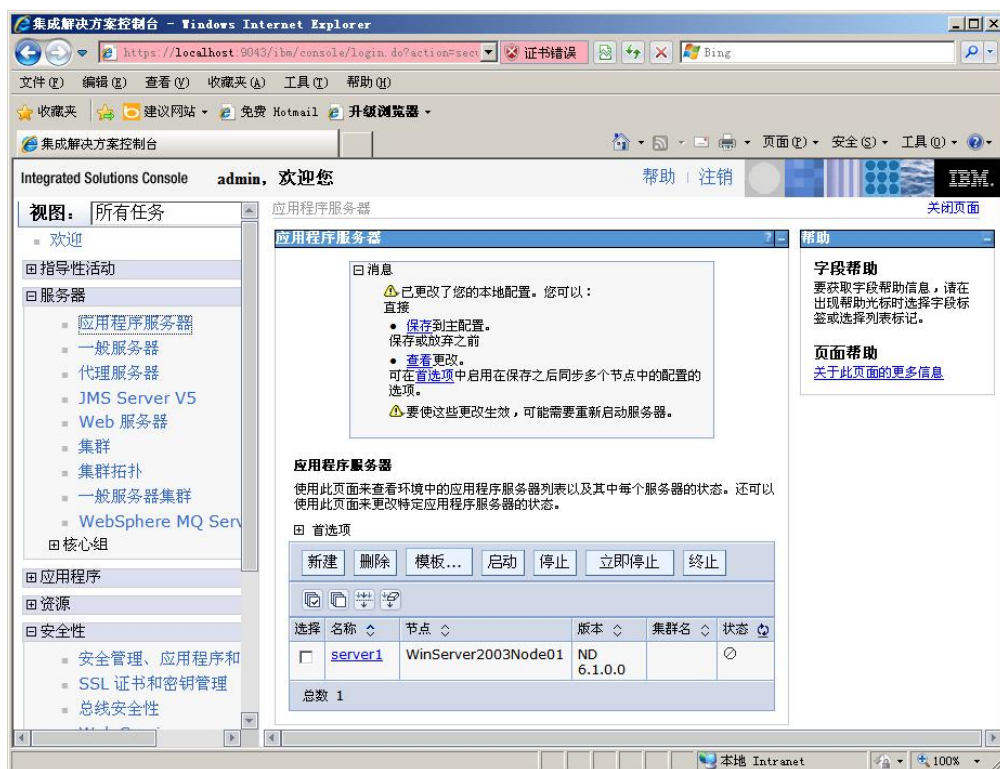 集成解决方案控制台 - Windows Internet Explorer
https://localhost:9043/ibm/console/login.do?action=secu 证书错误 Bing
文件(F) 编辑(E) 查看(V) 收藏夹(A) 工具(T) 帮助(H)
收藏夹 建议网站 免费 Hotmail 升级浏览器
集成解决方案控制台 页面(P) 安全(S) 工具(O)
Integrated Solutions Console admin, 欢迎您 帮助 | 注销 IBM.
视图: 所有任务
欢迎
指导性活动
服务器
应用程序服务器
一般服务器
代理服务器
JMS Server V5
Web 服务器
集群
集群拓扑
一般服务器集群
WebSphere MQ Serv
核心组
应用程序
资源
安全性
安全管理、应用程序和
SSL 证书和密钥管理
总线安全性
应用程序服务器 关闭页面
应用程序服务器 ? -
消息
已更改了您的本地配置。您可以:
直接
• 保存到主配置。
保存或放弃之前
• 查看更改。
可在首选项中启用在保存之后同步多个节点中的配置的
选项。
要使这些更改生效,可能需要重新启动服务器。
应用程序服务器
使用此页面来查看环境中的应用程序服务器列表以及其中每个服务器的状态。还可以
使用此页面来更改特定应用程序服务器的状态。
首选项
新建 删除 模板... 启动 停止 立即停止 终止
选择 名称 节点 版本 集群名 状态
server1 WinServer2003Node01 ND
6.1.0.0
总数 1
帮助 -
字段帮助
要获取字段帮助信息,请在
出现帮助光标时选择字段标
签或选择列表标记。
页面帮助
关于此页面的更多信息
本地 Intranet 100%